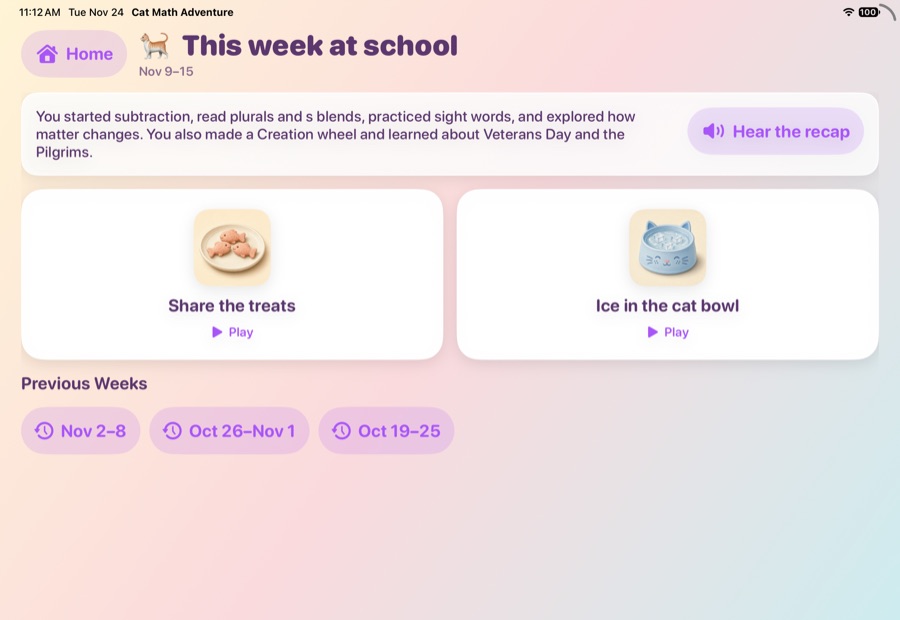 11:12 AM Tue Nov 24 Cat Math Adventure
100
Home
This week at school
Nov 9–15
You started subtraction, read plurals and s blends, practiced sight words, and explored how
matter changes. You also made a Creation wheel and learned about Veterans Day and the
Pilgrims.
Hear the recap
Share the treats
Play
Ice in the cat bowl
Play
Previous Weeks
Nov 2–8
Oct 26–Nov 1
Oct 19–25